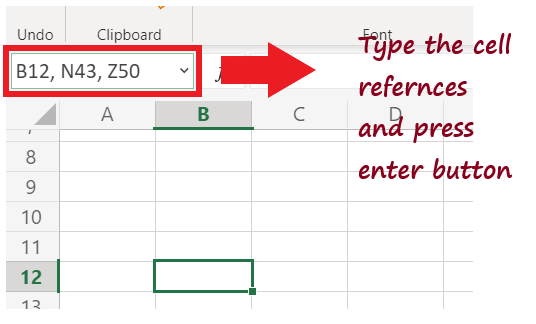 Undo
Clipboard
Font
B12, N43, Z50
Type the cell
refernces
and press
enter button
A
B
C
D
8
9
10
11
12
13